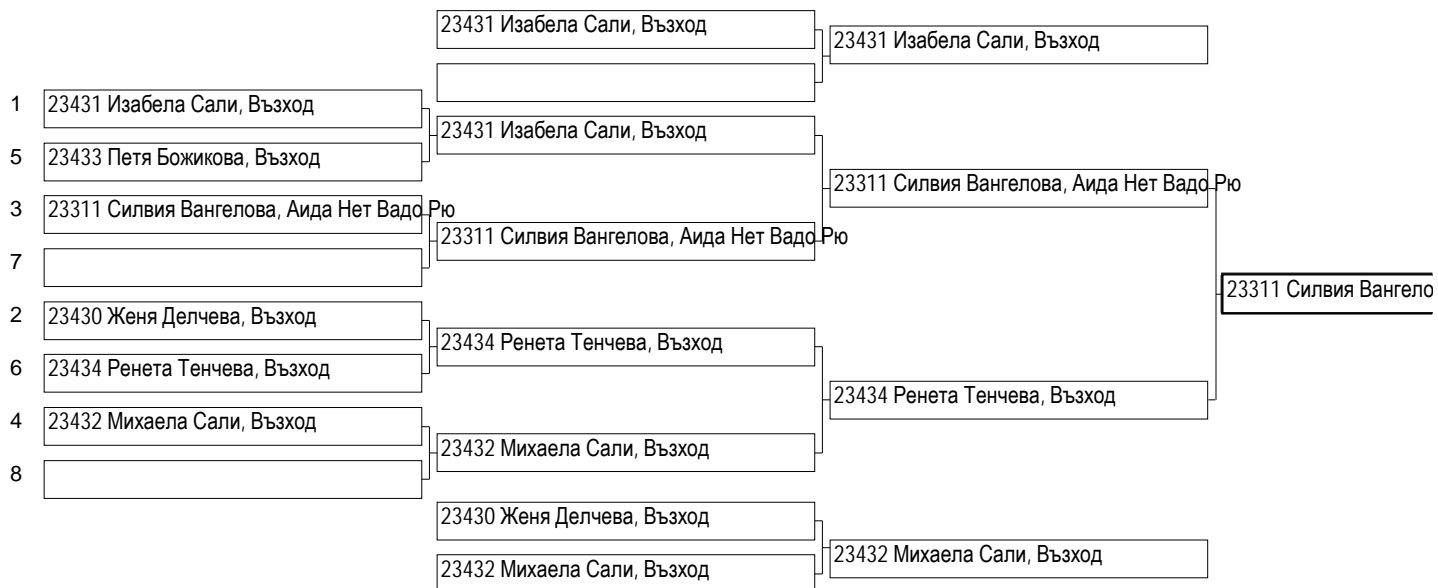 23431 Изабела Сали, Възход
23431 Изабела Сали, Възход
1 23431 Изабела Сали, Възход
23431 Изабела Сали, Възход
5 23433 Петя Божикова, Възход
23311 Силвия Вангелова, Аида Нет Вадо Рю
3 23311 Силвия Вангелова, Аида Нет Вадо Рю
23311 Силвия Вангелова, Аида Нет Вадо Рю
7
23311 Силвия Вангело
2 23430 Женя Делчева, Възход
23434 Ренета Тенчева, Възход
6 23434 Ренета Тенчева, Възход
23434 Ренета Тенчева, Възход
4 23432 Михаела Сали, Възход
23432 Михаела Сали, Възход
8
23430 Женя Делчева, Възход
23432 Михаела Сали, Възход
23432 Михаела Сали, Възход